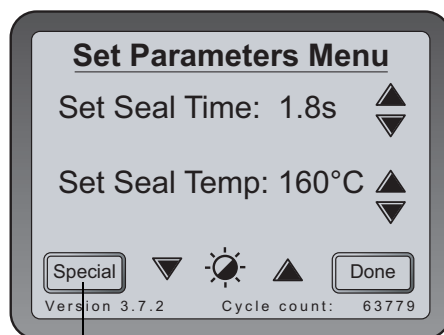 Set Parameters Menu
Set Seal Time: 1.8s
Set Seal Temp: 160°C
Special Done
Version 3.7.2 Cycle count: 63779